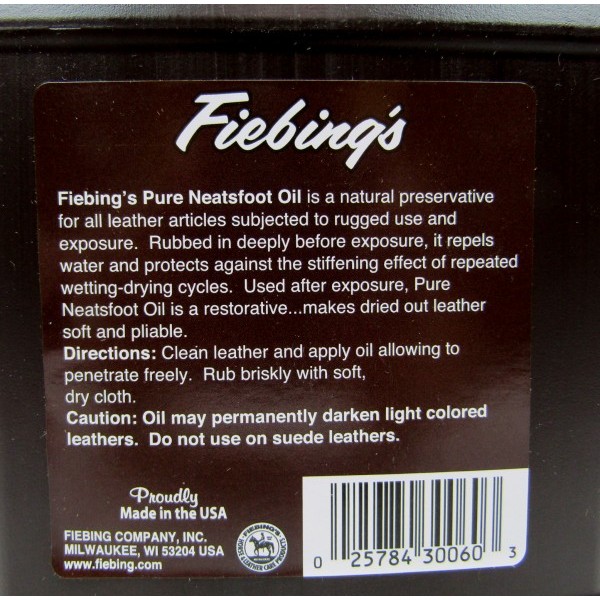 Fiebing's
Fiebing's Pure Neatsfoot Oil is a natural preservative
for all leather articles subjected to rugged use and
exposure. Rubbed in deeply before exposure, it repels
water and protects against the stiffening effect of repeated
wetting-drying cycles. Used after exposure, Pure
Neatsfoot Oil is a restorative...makes dried out leather
soft and pliable.
Directions: Clean leather and apply oil allowing to
penetrate freely. Rub briskly with soft,
dry cloth.
Caution: Oil may permanently darken light colored
leathers. Do not use on suede leathers.
Proudly
Made in the USA
FIEBING COMPANY, INC.
MILWAUKEE, WI 53204 USA
www.fiebing.com
FIEBING'S
HORSE & LEATHER CARE PRODUCTS
0 25784 30060 3